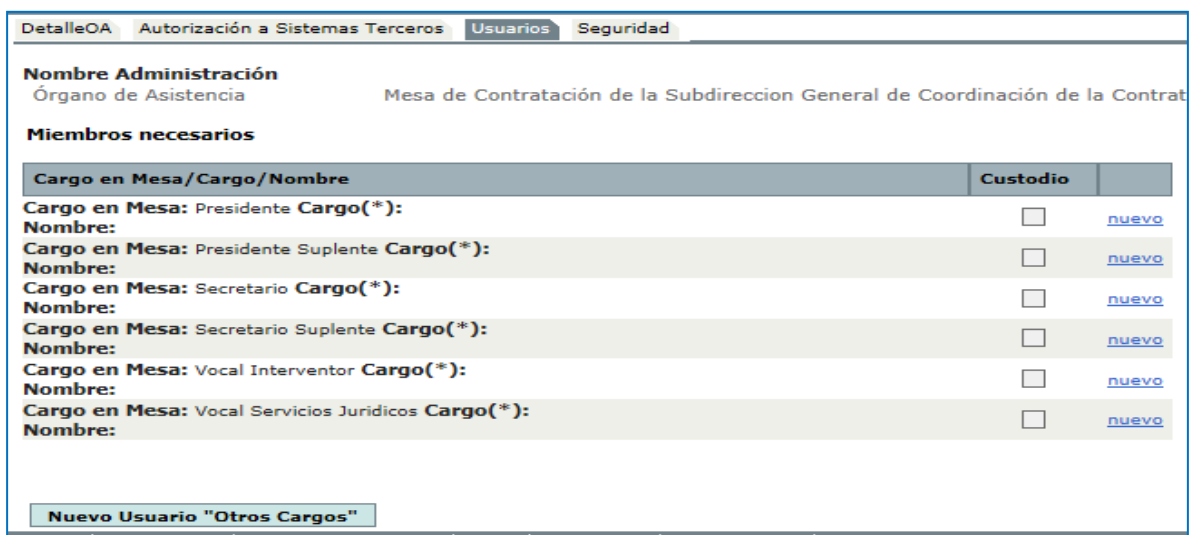 DetalleOA Autorización a Sistemas Terceros Usuarios Seguridad
Nombre Administración
Órgano de Asistencia Mesa de Contratación de la Subdireccion General de Coordinación de la Contrat
Miembros necesarios
Cargo en Mesa/Cargo/Nombre Custodio
Cargo en Mesa: Presidente Cargo(*):
Nombre:
nuevo
Cargo en Mesa: Presidente Suplente Cargo(*):
Nombre:
nuevo
Cargo en Mesa: Secretario Cargo(*):
Nombre:
nuevo
Cargo en Mesa: Secretario Suplente Cargo(*):
Nombre:
nuevo
Cargo en Mesa: Vocal Interventor Cargo(*):
Nombre:
nuevo
Cargo en Mesa: Vocal Servicios Juridicos Cargo(*):
Nombre:
nuevo
Nuevo Usuario "Otros Cargos"